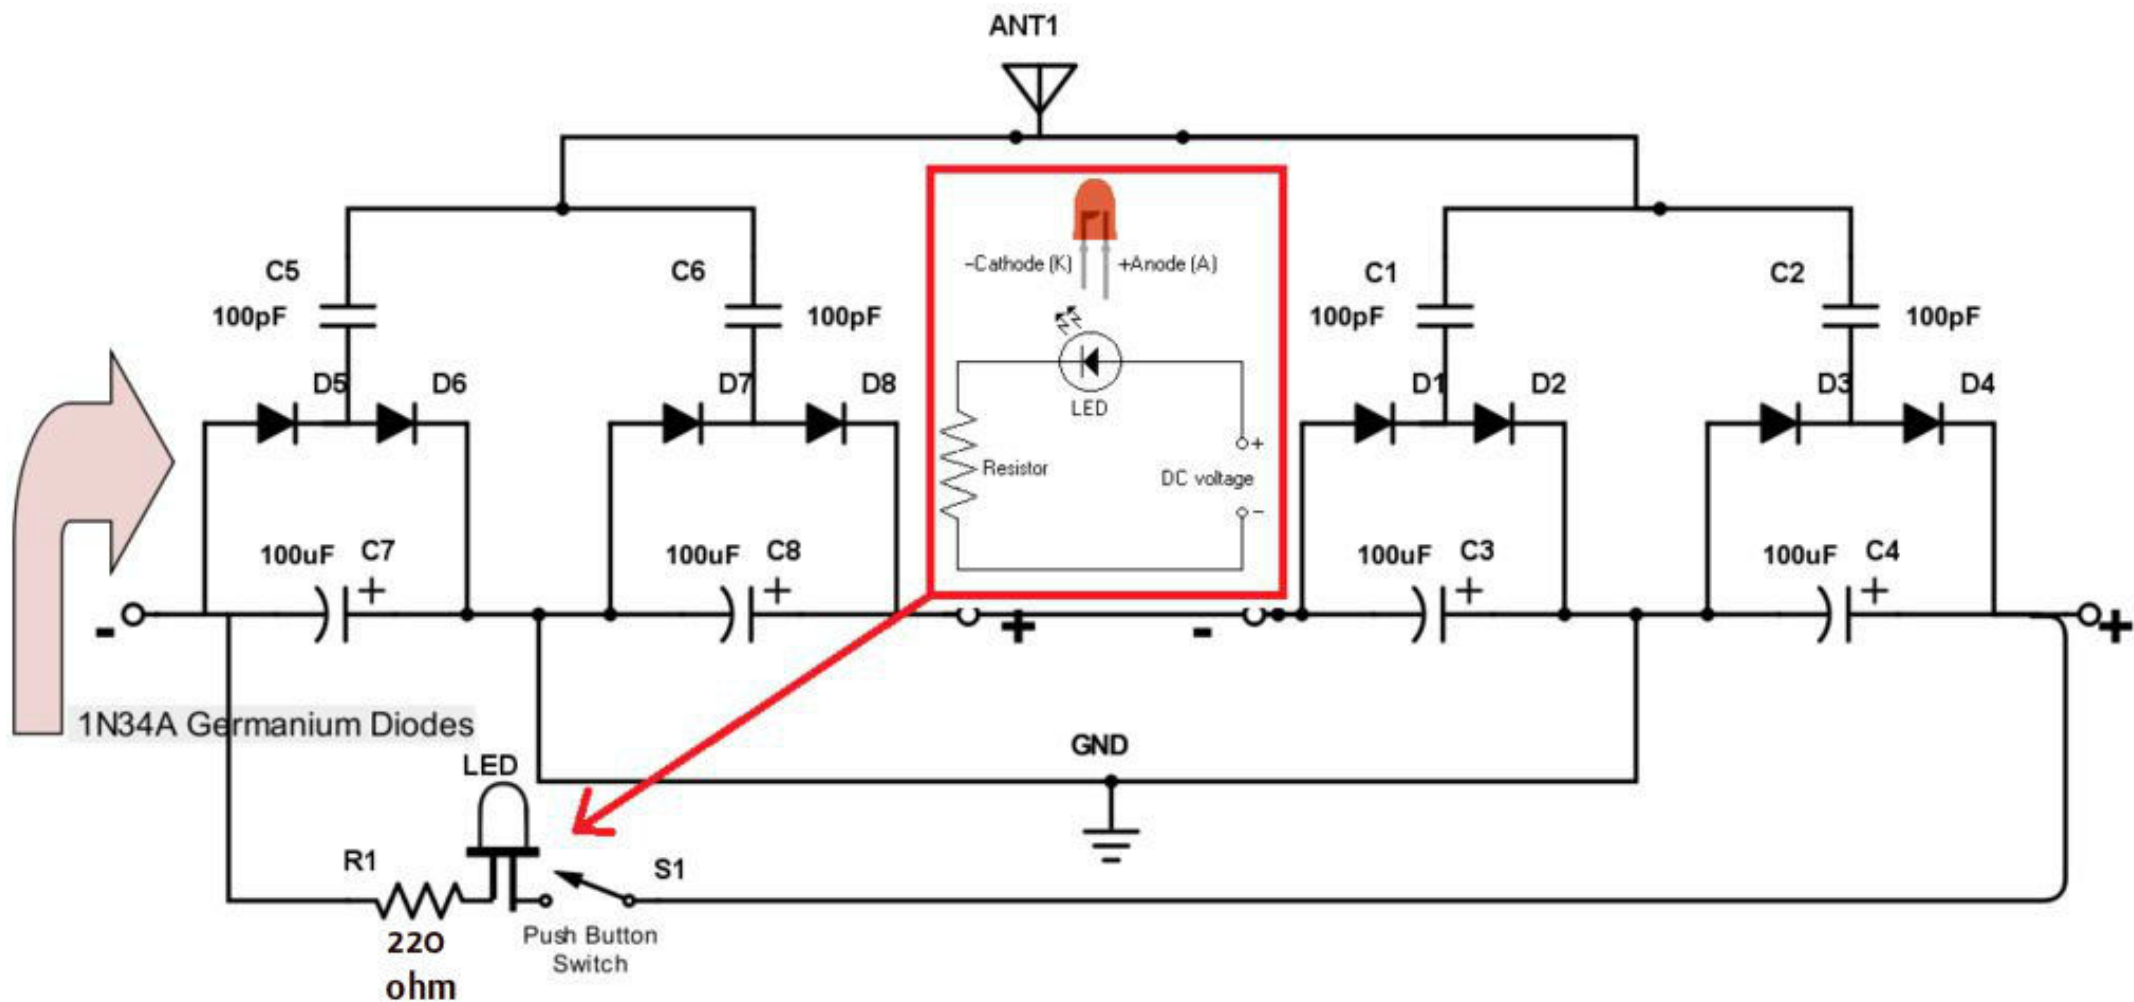 ANT1
C5
100pF
C6
100pF
-Cathode (K)
+Anode (A)
LED
Resistor
+
DC voltage
-
C1
100pF
C2
100pF
D5
D6
D7
D8
D1
D2
D3
D4
100uF
C7
+
100uF
C8
+
100uF
C3
+
100uF
C4
+
-
+
-
+
1N34A Germanium Diodes
GND
LED
R1
S1
220
ohm
Push Button
Switch